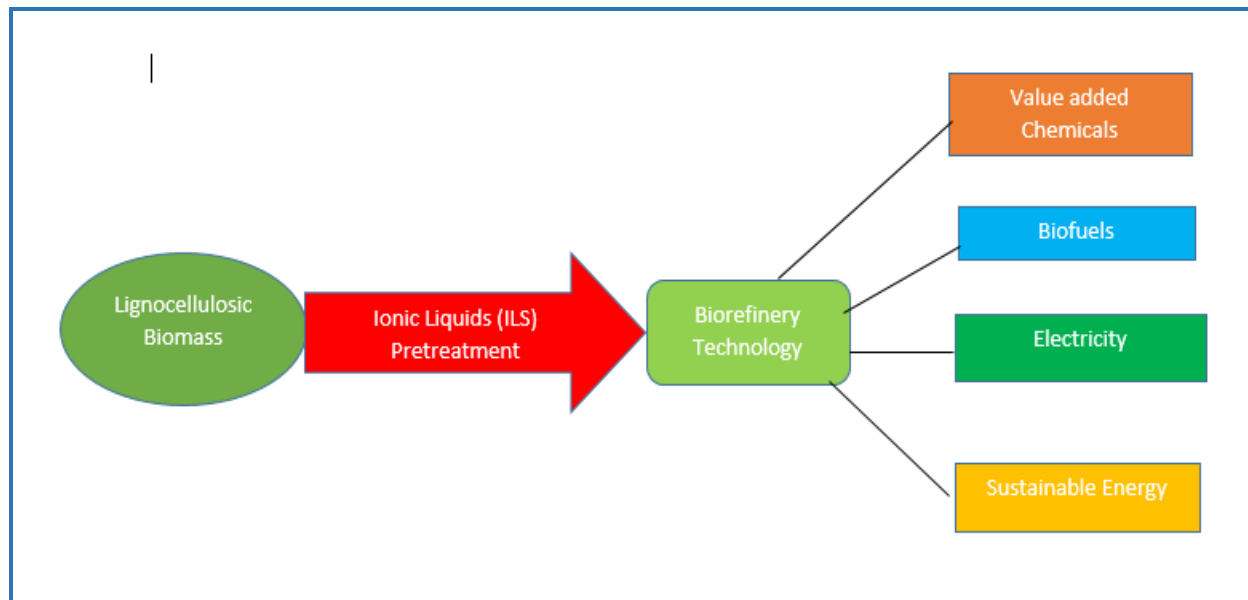 Value added
Chemicals
Biofuels
Lignocellulosic
Biomass
Ionic Liquids (ILS)
Pretreatment
Biorefinery
Technology
Electricity
Sustainable Energy